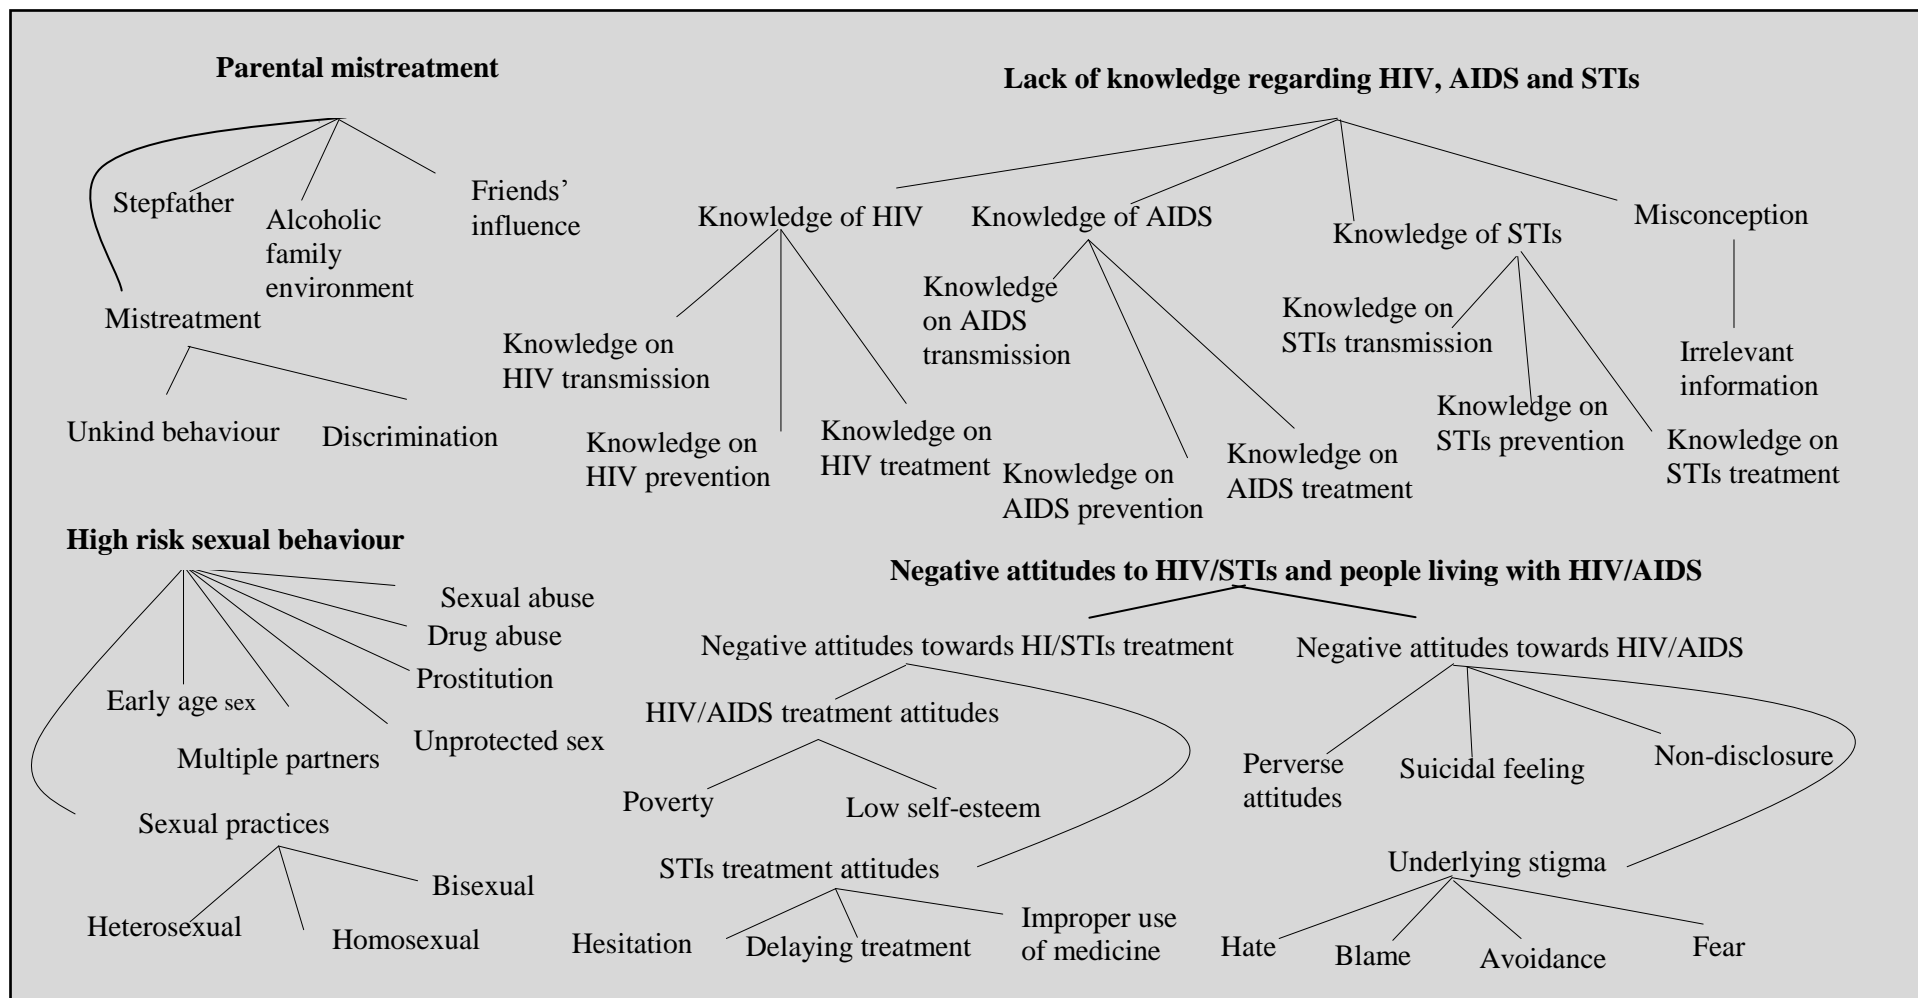 Parental mistreatment
Stepfather
Alcoholic
family
environment
Friends’
influence
Mistreatment
Unkind behaviour
Discrimination
Lack of knowledge regarding HIV, AIDS and STIs
Knowledge of HIV
Knowledge on
HIV transmission
Knowledge on
HIV prevention
Knowledge on
HIV treatment
Knowledge of AIDS
Knowledge
on AIDS
transmission
Knowledge on
AIDS prevention
Knowledge on
AIDS treatment
Knowledge of STIs
Knowledge on
STIs transmission
Knowledge on
STIs prevention
Knowledge on
STIs treatment
Misconception
Irrelevant
information
High risk sexual behaviour
Sexual abuse
Drug abuse
Prostitution
Early age sex
Unprotected sex
Multiple partners
Sexual practices
Bisexual
Heterosexual
Homosexual
Negative attitudes to HIV/STIs and people living with HIV/AIDS
Negative attitudes towards HI/STIs treatment
HIV/AIDS treatment attitudes
Poverty
Low self-esteem
STIs treatment attitudes
Hesitation
Delaying treatment
Improper use
of medicine
Negative attitudes towards HIV/AIDS
Perverse
attitudes
Suicidal feeling
Non-disclosure
Underlying stigma
Hate
Blame
Avoidance
Fear